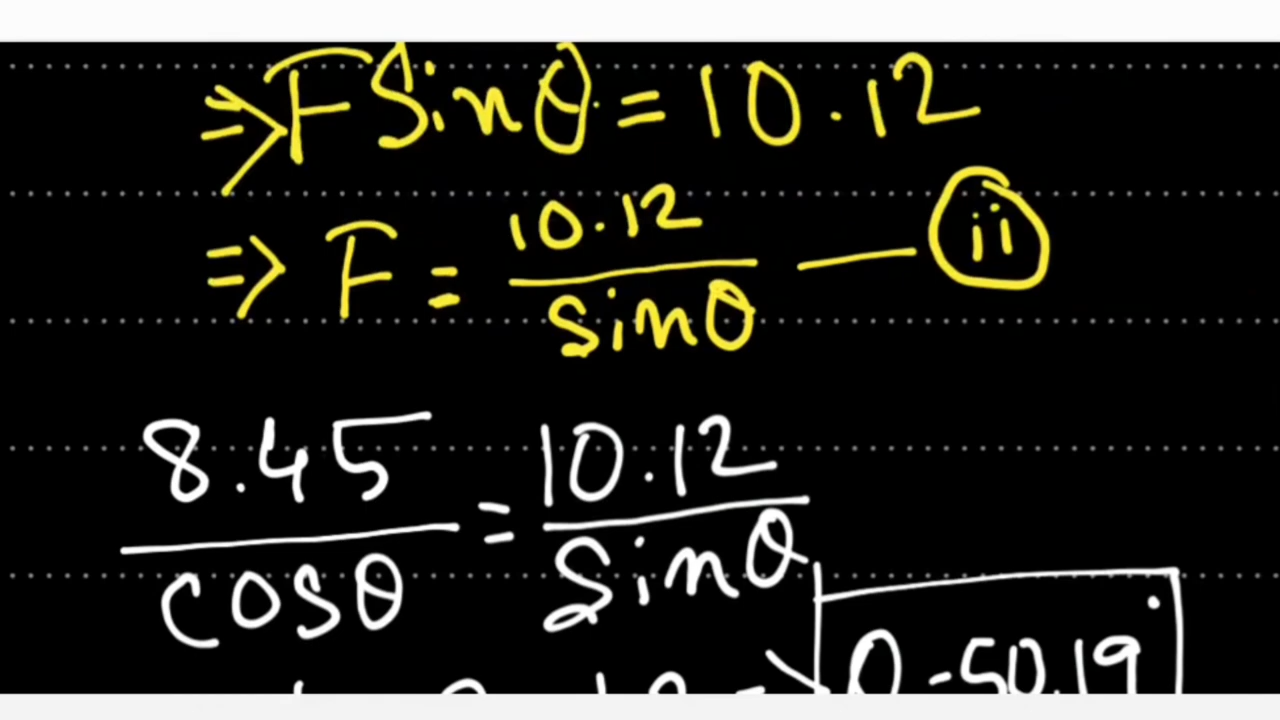 ⇒ F Sinθ = 10.12
⇒ F = 10.12 / sinθ — ii
8.45 / cosθ = 10.12 / Sinθ
θ = 50.19